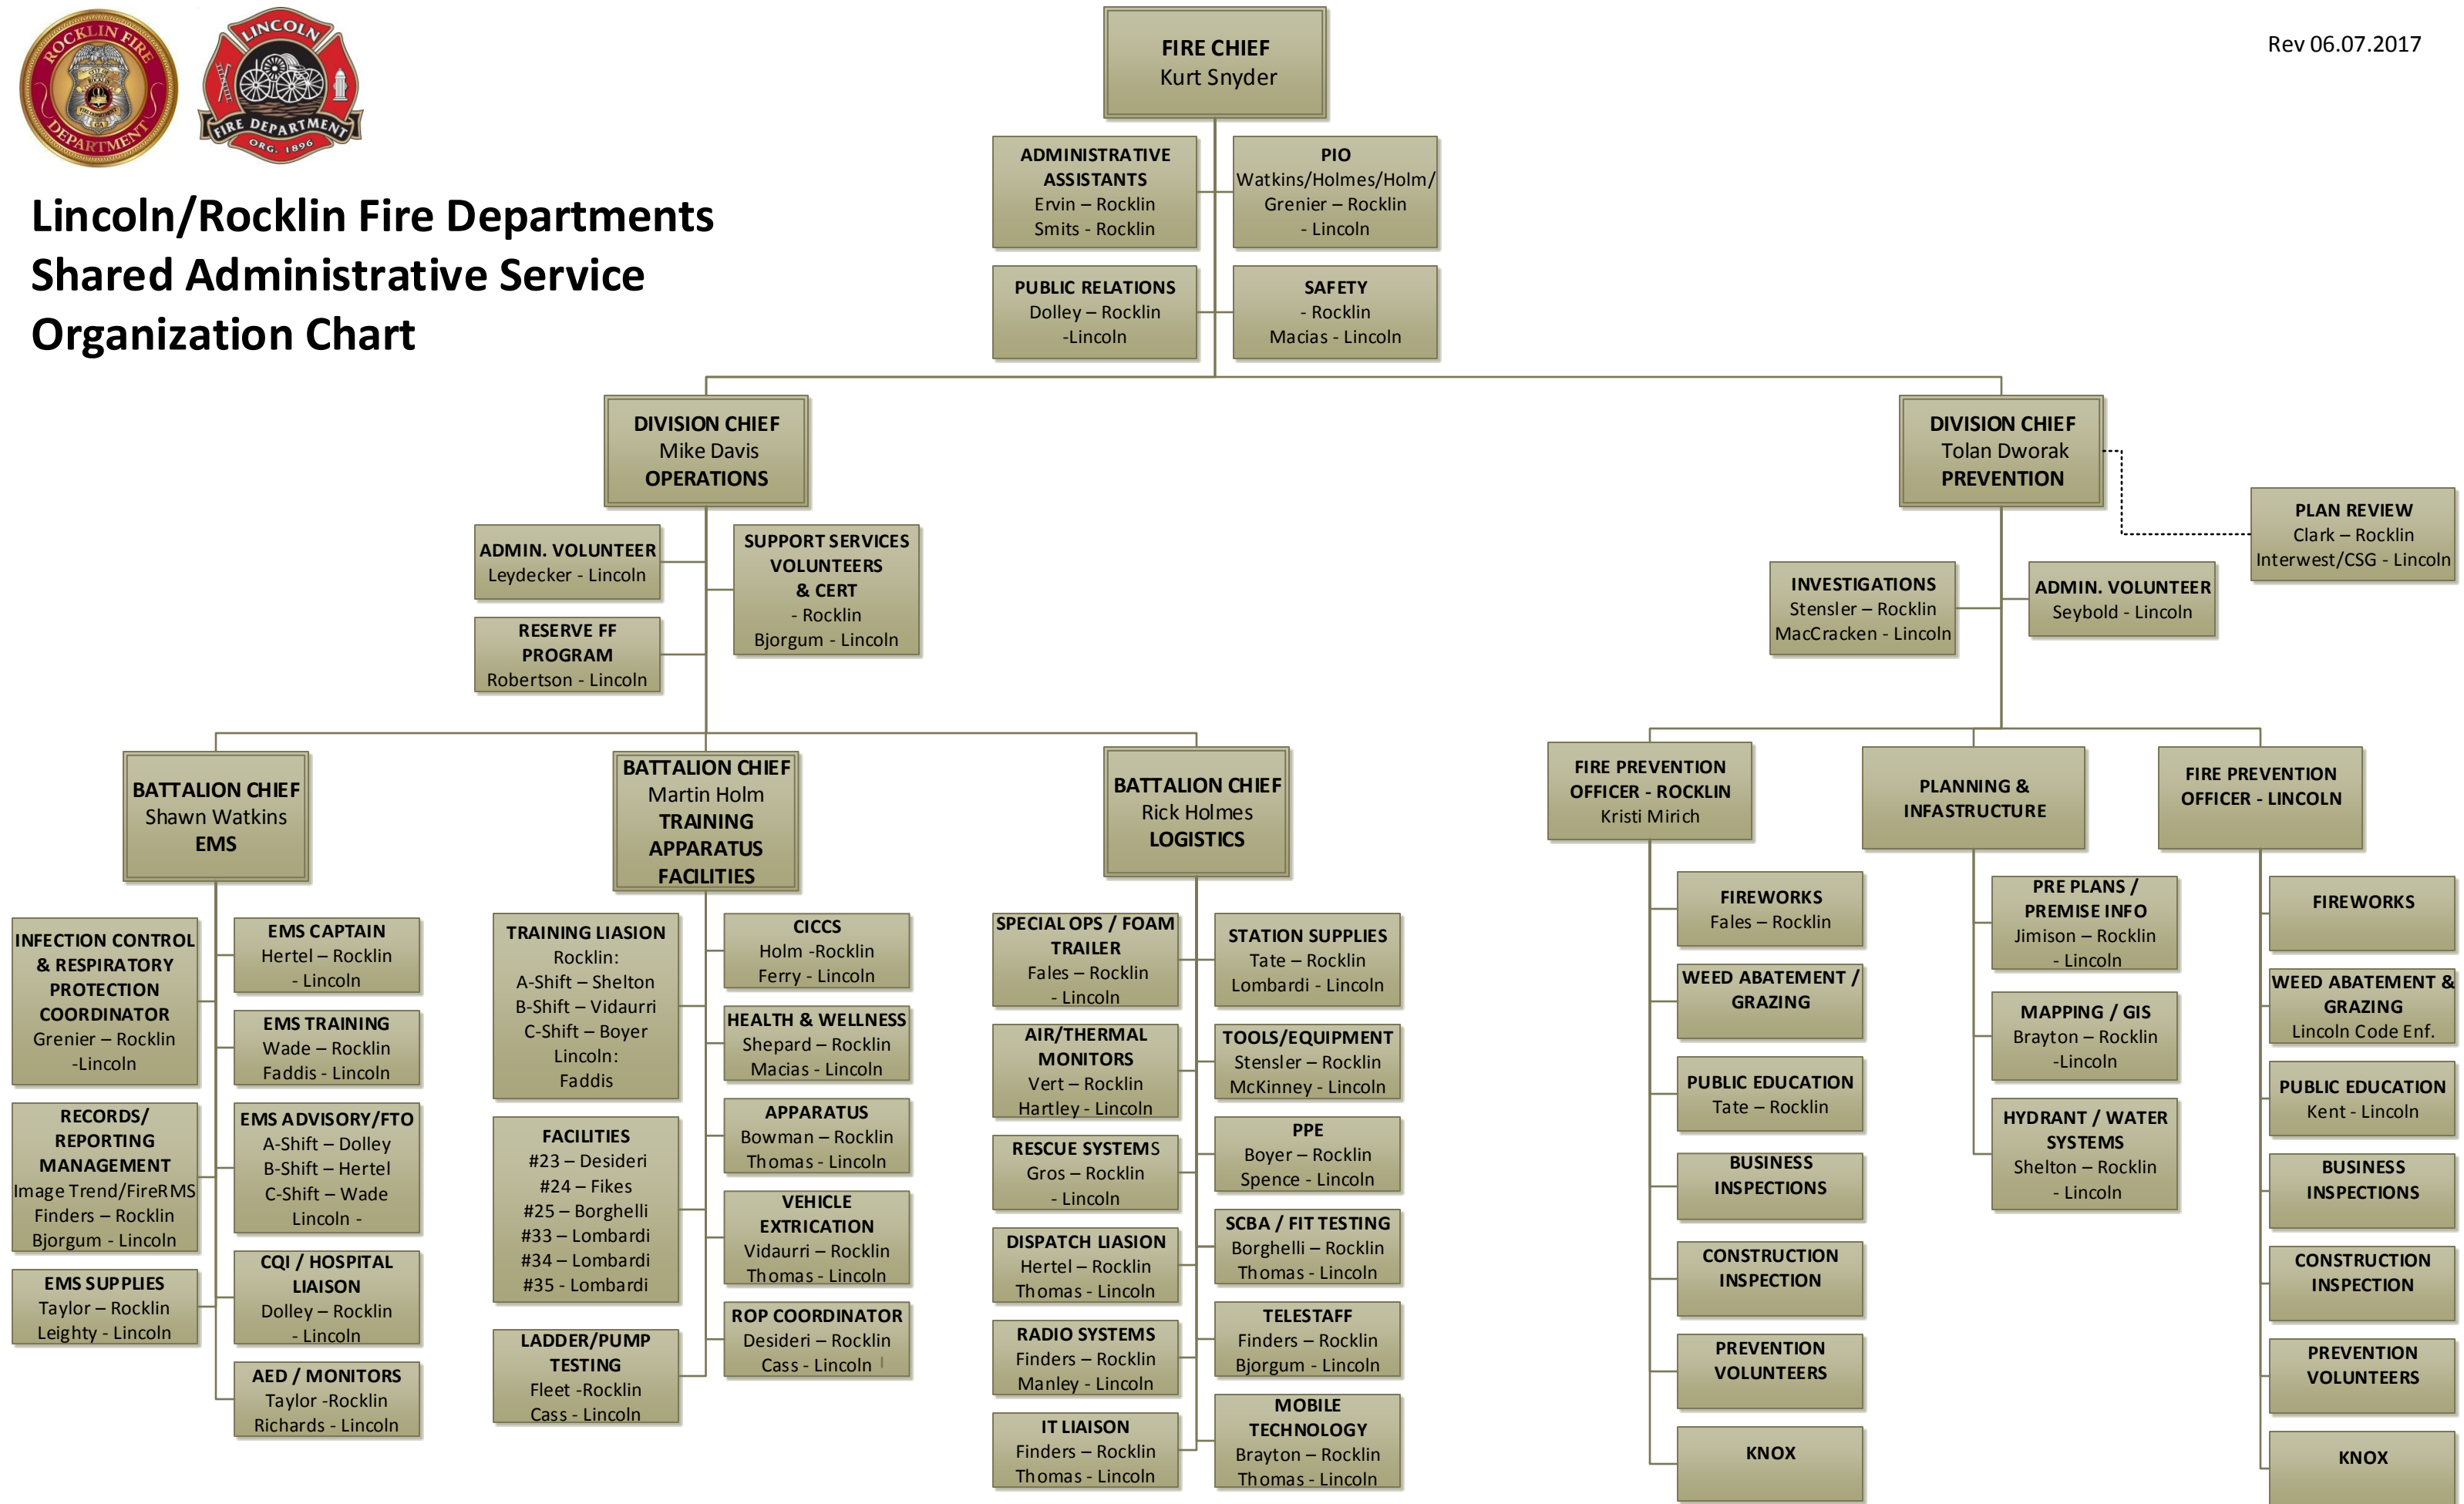 ROCKLIN FIRE
DEPARTMENT
LINCOLN
FIRE DEPARTMENT
ORG. 1896
Rev 06.07.2017
Lincoln/Rocklin Fire Departments
Shared Administrative Service
Organization Chart
FIRE CHIEF
Kurt Snyder
ADMINISTRATIVE
ASSISTANTS
Ervin – Rocklin
Smits - Rocklin
PIO
Watkins/Holmes/Holm/
Grenier – Rocklin
- Lincoln
PUBLIC RELATIONS
Dolley – Rocklin
-Lincoln
SAFETY
- Rocklin
Macias - Lincoln
DIVISION CHIEF
Mike Davis
OPERATIONS
DIVISION CHIEF
Tolan Dworak
PREVENTION
PLAN REVIEW
Clark – Rocklin
Interwest/CSG - Lincoln
ADMIN. VOLUNTEER
Leydecker - Lincoln
SUPPORT SERVICES
VOLUNTEERS
& CERT
- Rocklin
Bjorgum - Lincoln
RESERVE FF
PROGRAM
Robertson - Lincoln
INVESTIGATIONS
Stensler – Rocklin
MacCracken - Lincoln
ADMIN. VOLUNTEER
Seybold - Lincoln
BATTALION CHIEF
Shawn Watkins
EMS
BATTALION CHIEF
Martin Holm
TRAINING
APPARATUS
FACILITIES
BATTALION CHIEF
Rick Holmes
LOGISTICS
FIRE PREVENTION
OFFICER - ROCKLIN
Kristi Mirich
PLANNING &
INFASTRUCTURE
FIRE PREVENTION
OFFICER - LINCOLN
INFECTION CONTROL
& RESPIRATORY
PROTECTION
COORDINATOR
Grenier – Rocklin
-Lincoln
RECORDS/
REPORTING
MANAGEMENT
Image Trend/FireRMS
Finders – Rocklin
Bjorgum - Lincoln
EMS SUPPLIES
Taylor – Rocklin
Leighty - Lincoln
EMS CAPTAIN
Hertel – Rocklin
- Lincoln
EMS TRAINING
Wade – Rocklin
Faddis - Lincoln
EMS ADVISORY/FTO
A-Shift – Dolley
B-Shift – Hertel
C-Shift – Wade
Lincoln -
CQI / HOSPITAL
LIAISON
Dolley – Rocklin
- Lincoln
AED / MONITORS
Taylor -Rocklin
Richards - Lincoln
TRAINING LIASION
Rocklin:
A-Shift – Shelton
B-Shift – Vidaurri
C-Shift – Boyer
Lincoln:
Faddis
FACILITIES
#23 – Desideri
#24 – Fikes
#25 – Borghelli
#33 – Lombardi
#34 – Lombardi
#35 - Lombardi
LADDER/PUMP
TESTING
Fleet -Rocklin
Cass - Lincoln
CICCS
Holm -Rocklin
Ferry - Lincoln
HEALTH & WELLNESS
Shepard – Rocklin
Macias - Lincoln
APPARATUS
Bowman – Rocklin
Thomas - Lincoln
VEHICLE
EXTRICATION
Vidaurri – Rocklin
Thomas - Lincoln
ROP COORDINATOR
Desideri – Rocklin
Cass - Lincoln
SPECIAL OPS / FOAM
TRAILER
Fales – Rocklin
- Lincoln
AIR/THERMAL
MONITORS
Vert – Rocklin
Hartley - Lincoln
RESCUE SYSTEMS
Gros – Rocklin
- Lincoln
DISPATCH LIASION
Hertel – Rocklin
Thomas - Lincoln
RADIO SYSTEMS
Finders – Rocklin
Manley - Lincoln
IT LIAISON
Finders – Rocklin
Thomas - Lincoln
STATION SUPPLIES
Tate – Rocklin
Lombardi - Lincoln
TOOLS/EQUIPMENT
Stensler – Rocklin
McKinney - Lincoln
PPE
Boyer – Rocklin
Spence - Lincoln
SCBA / FIT TESTING
Borghelli – Rocklin
Thomas - Lincoln
TELESTAFF
Finders – Rocklin
Bjorgum - Lincoln
MOBILE
TECHNOLOGY
Brayton – Rocklin
Thomas - Lincoln
FIREWORKS
Fales – Rocklin
WEED ABATEMENT /
GRAZING
PUBLIC EDUCATION
Tate – Rocklin
BUSINESS
INSPECTIONS
CONSTRUCTION
INSPECTION
PREVENTION
VOLUNTEERS
KNOX
PRE PLANS /
PREMISE INFO
Jimison – Rocklin
- Lincoln
MAPPING / GIS
Brayton – Rocklin
-Lincoln
HYDRANT / WATER
SYSTEMS
Shelton – Rocklin
- Lincoln
FIREWORKS
WEED ABATEMENT &
GRAZING
Lincoln Code Enf.
PUBLIC EDUCATION
Kent - Lincoln
BUSINESS
INSPECTIONS
CONSTRUCTION
INSPECTION
PREVENTION
VOLUNTEERS
KNOX